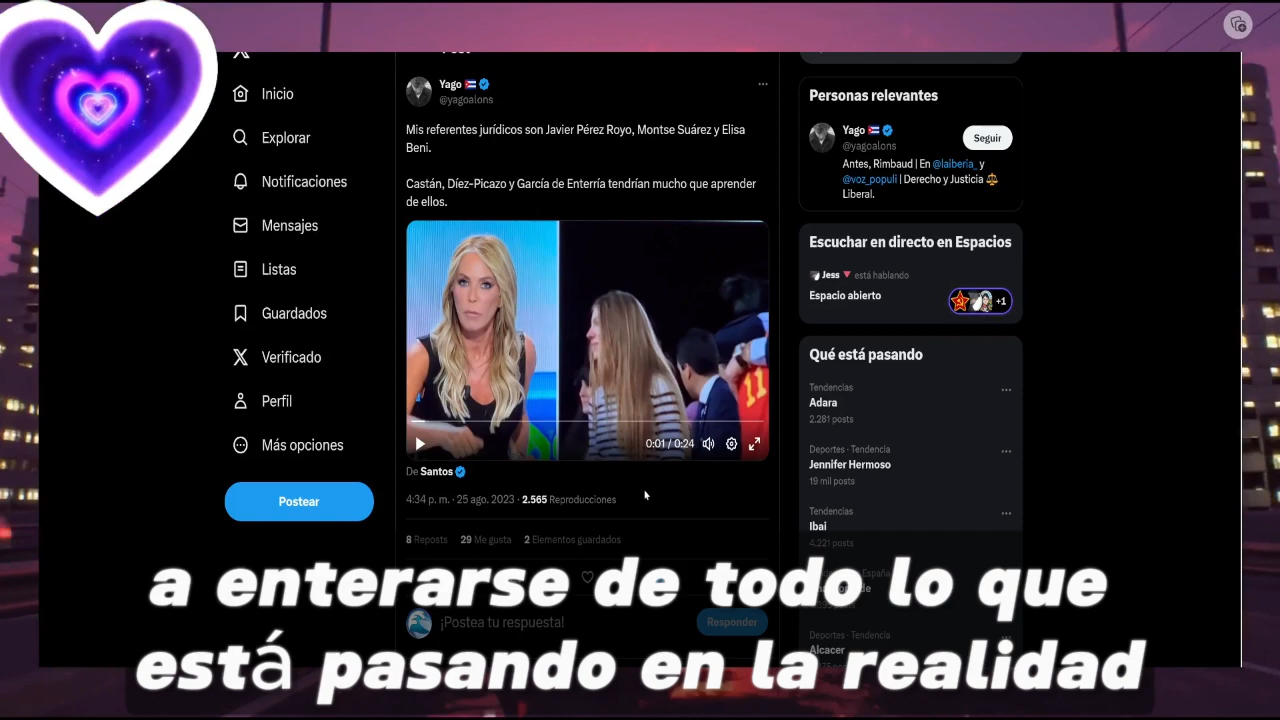 Inicio
Explorar
Notificaciones
Mensajes
Listas
Guardados
Verificado
Perfil
Más opciones
Postear
Yago
@yagoalons
Mis referentes jurídicos son Javier Pérez Royo, Montse Suárez y Elisa
Beni.
Castán, Díez-Picazo y García de Enterría tendrían mucho que aprender
de ellos.
11
0:01 / 0:24
De Santos
4:34 p. m. · 25 ago. 2023 · 2.565 Reproducciones
8 Reposts 29 Me gusta 2 Elementos guardados
¡Postea tu respuesta!
Responder
Personas relevantes
Yago
@yagoalons
Seguir
Antes, Rimbaud | En @laIberia_ y
@voz_populi | Derecho y Justicia
Liberal.
Escuchar en directo en Espacios
Jess está hablando
Espacio abierto
+1
Qué está pasando
Tendencias
Adara
2.281 posts
Deportes · Tendencia
Jennifer Hermoso
19 mil posts
Tendencias
Ibai
4.221 posts
Deportes · Tendencia
Alcacer
a enterarse de todo lo que
está pasando en la realidad